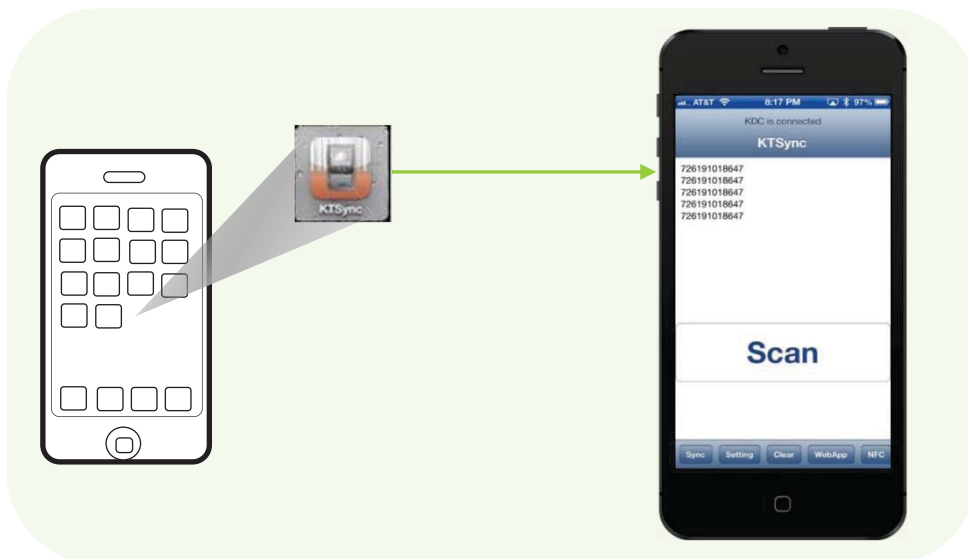 KTSync
AT&T 8:17 PM 97%
KDC is connected
KTSync
726191018647
726191018647
726191018647
726191018647
726191018647
Scan
Sync Setting Clear WebApp NFC